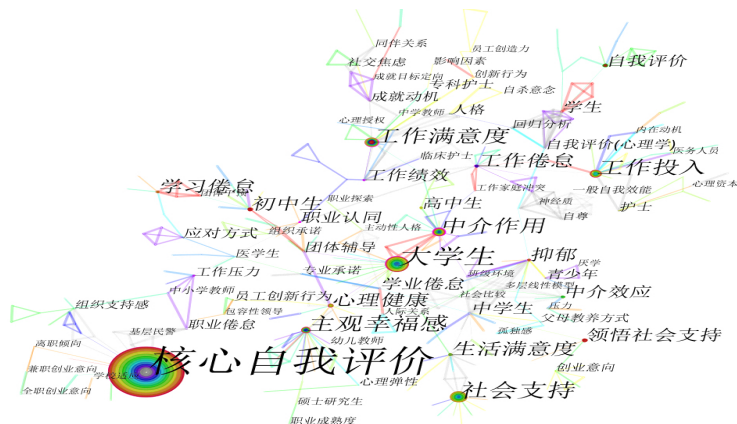 同伴关系
员工创造力
社交焦虑
影响因素
自我评价
成就目标定向
创新行为
专科护士
自杀意念
成就动机
中学教师
人格
学生
心理授权
回归分析
内在动机
工作满意度
自我评价(心理学)
医务人员
临床护士
工作倦怠
工作投入
工作绩效
心理资本
学习倦怠
工作家庭冲突
一般自我效能
职业探索
初中生
高中生
神经质
护士
职业认同
自尊
主动性人格
中介作用
应对方式
组织承诺
团体辅导
医学生
大学生
抑郁
厌学
工作压力
专业承诺
班级环境
青少年
中小学教师
学业倦怠
多层线性模型
员工创新行为
社会比较
中介效应
组织支持感
心理健康
压力
包容性领导
人际关系
中学生
父母教养方式
职业倦怠
主观幸福感
孤独感
基层民警
领悟社会支持
离职倾向
幼儿教师
生活满意度
核心自我评价
兼职创业意向
创业意向
心理弹性
全职创业意向
社会支持
硕士研究生
职业成熟度